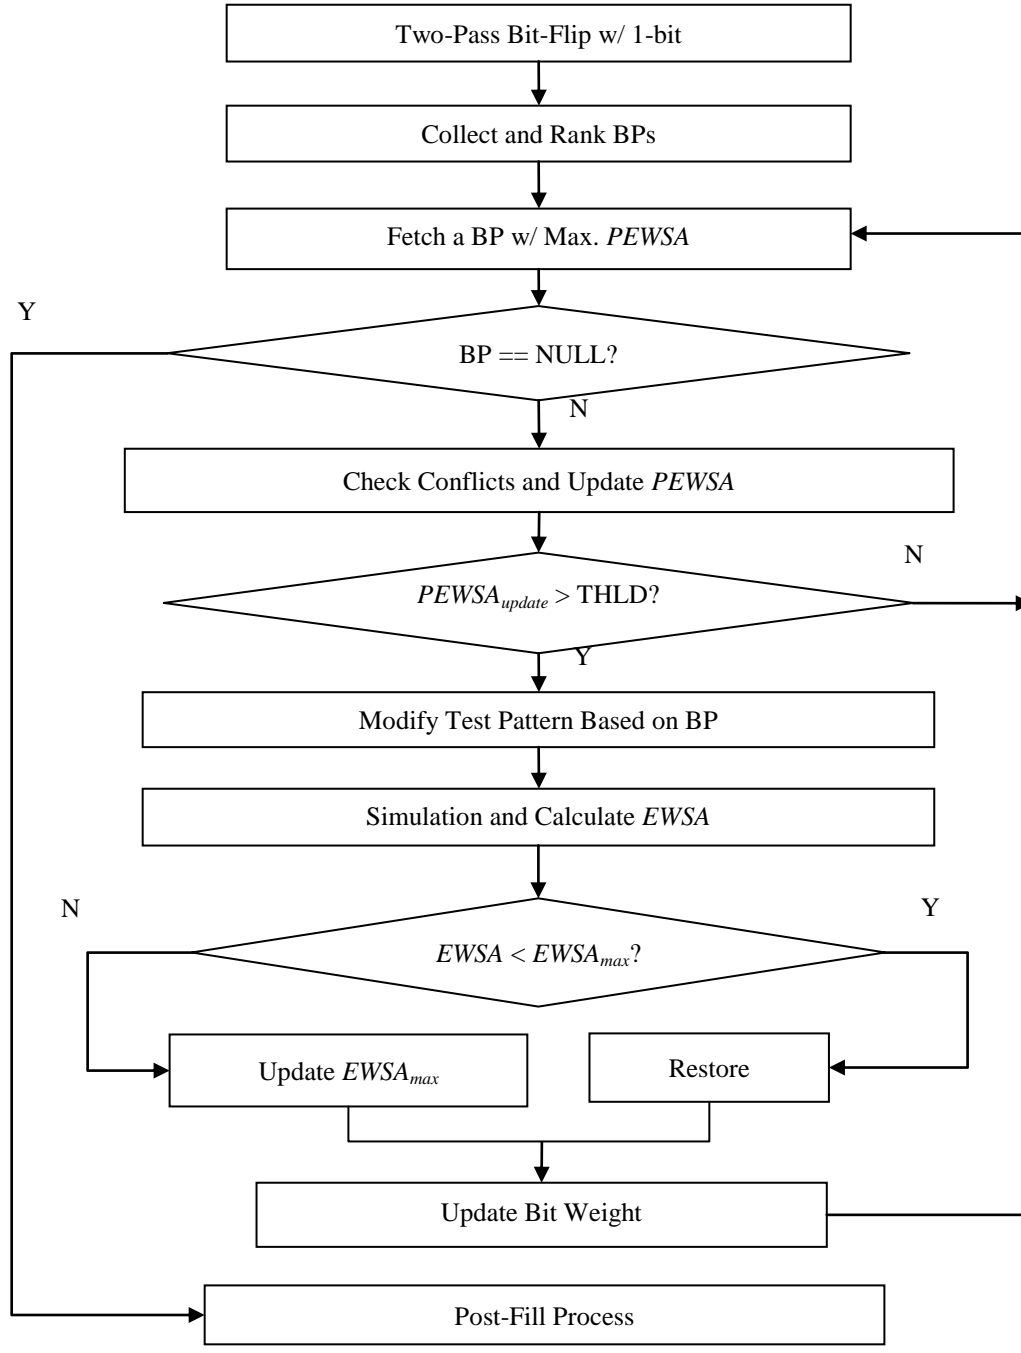 Two-Pass Bit-Flip w/ 1-bit
Collect and Rank BPs
Fetch a BP w/ Max. PEWSA
Y
BP == NULL?
N
Check Conflicts and Update PEWSA
N
PEWSAupdate > THLD?
Y
Modify Test Pattern Based on BP
Simulation and Calculate EWSA
N
Y
EWSA < EWSAmax?
Update EWSAmax
Restore
Update Bit Weight
Post-Fill Process